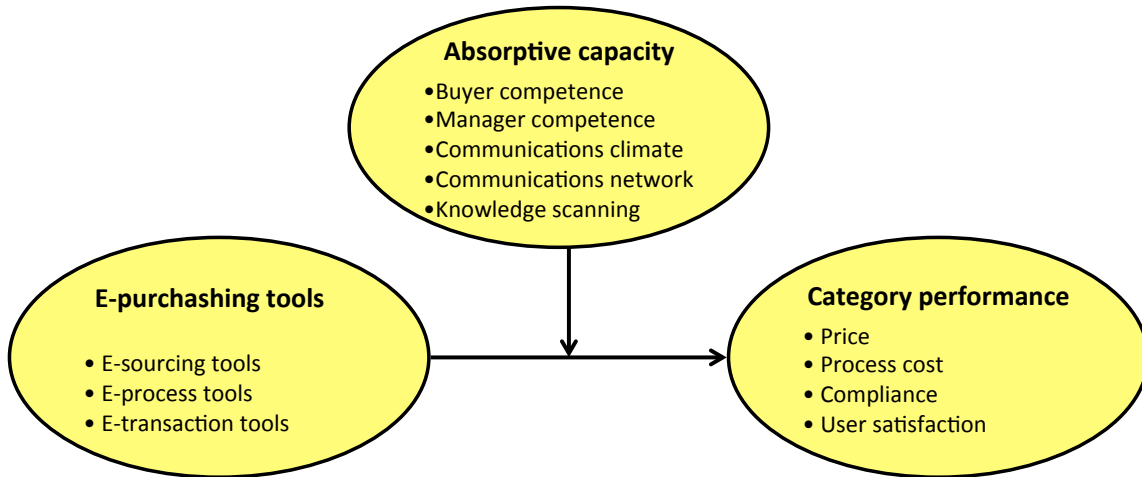 Absorptive capacity
•Buyer competence
•Manager competence
•Communications climate
•Communications network
•Knowledge scanning
E-purchashing tools
• E-sourcing tools
• E-process tools
• E-transaction tools
Category performance
• Price
• Process cost
• Compliance
• User satisfaction